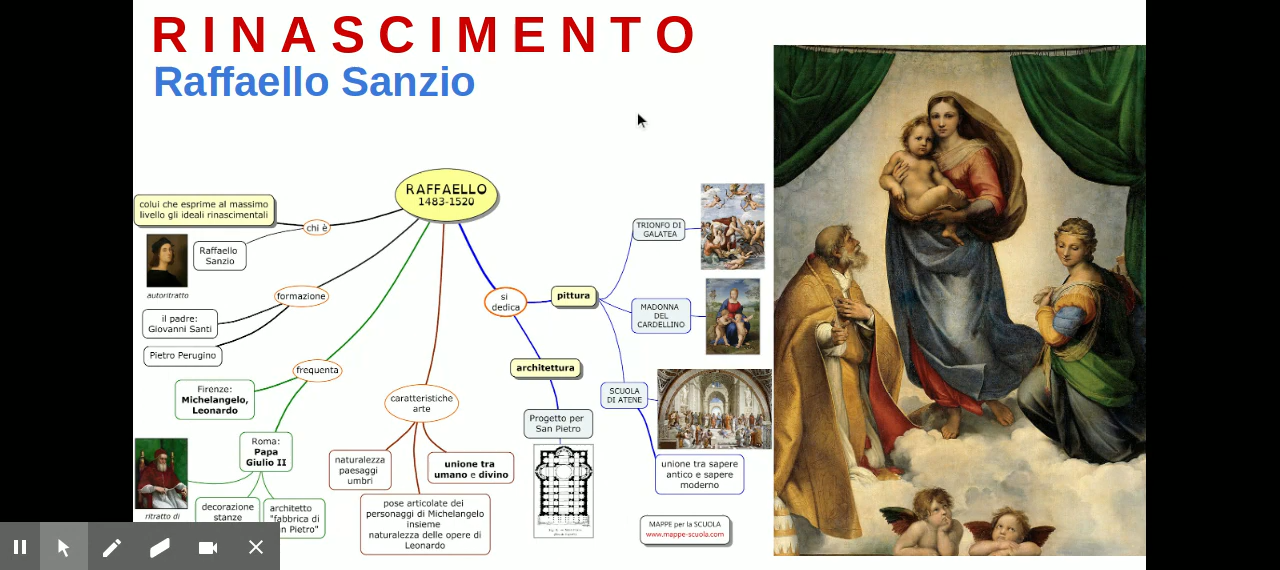 RINASCIMENTO
Raffaello Sanzio
RAFFAELLO
1483-1520
colui che esprime al massimo
livello gli ideali rinascimentali
chi è
Raffaello
Sanzio
autoritratto
formazione
il padre:
Giovanni Santi
Pietro Perugino
frequenta
Firenze:
Michelangelo,
Leonardo
Roma:
Papa
Giulio II
ritratto di
decorazione
stanze
architetto
"fabbrica di
San Pietro"
caratteristiche
arte
naturalezza
paesaggi
umbri
unione tra
umano e divino
pose articolate dei
personaggi di Michelangelo
insieme
naturalezza delle opere di
Leonardo
si
dedica
pittura
TRIONFO DI
GALATEA
MADONNA
DEL
CARDELLINO
SCUOLA
DI ATENE
unione tra sapere
antico e sapere
moderno
architettura
Progetto per
San Pietro
MAPPE per la SCUOLA
www.mappe-scuola.com